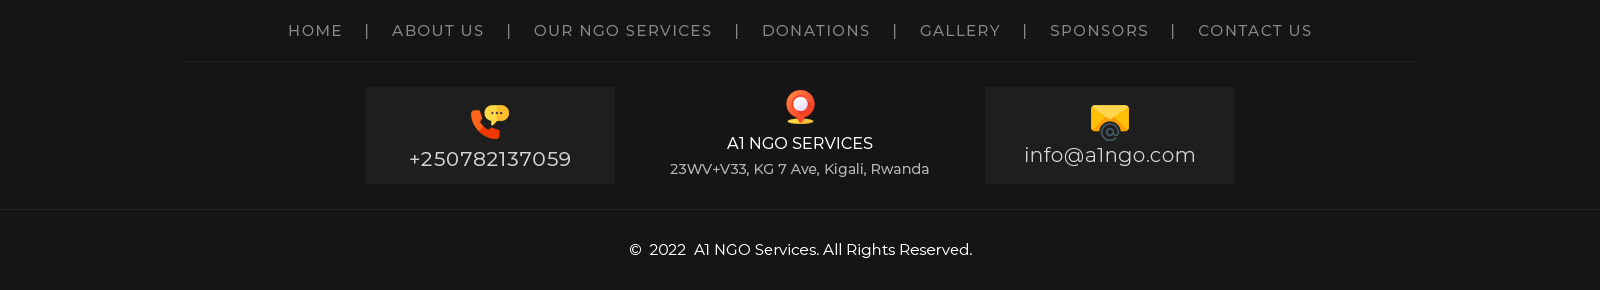 HOME | ABOUT US | OUR NGO SERVICES | DONATIONS | GALLERY | SPONSORS | CONTACT US
+250782137059
A1 NGO SERVICES
23WV+V33, KG 7 Ave, Kigali, Rwanda
info@a1ngo.com
© 2022 A1 NGO Services. All Rights Reserved.